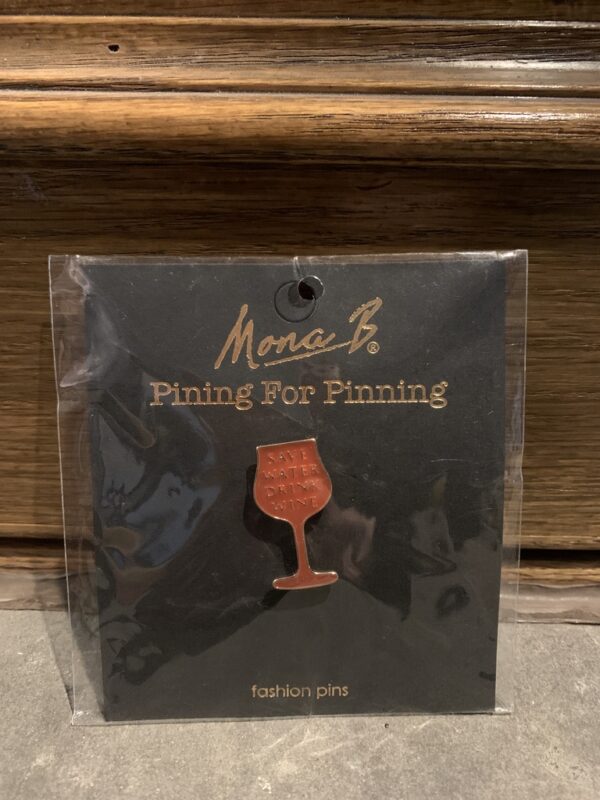 Mona B®
Pining For Pinning
SAVE
WATER
DRINK
WINE
fashion pins